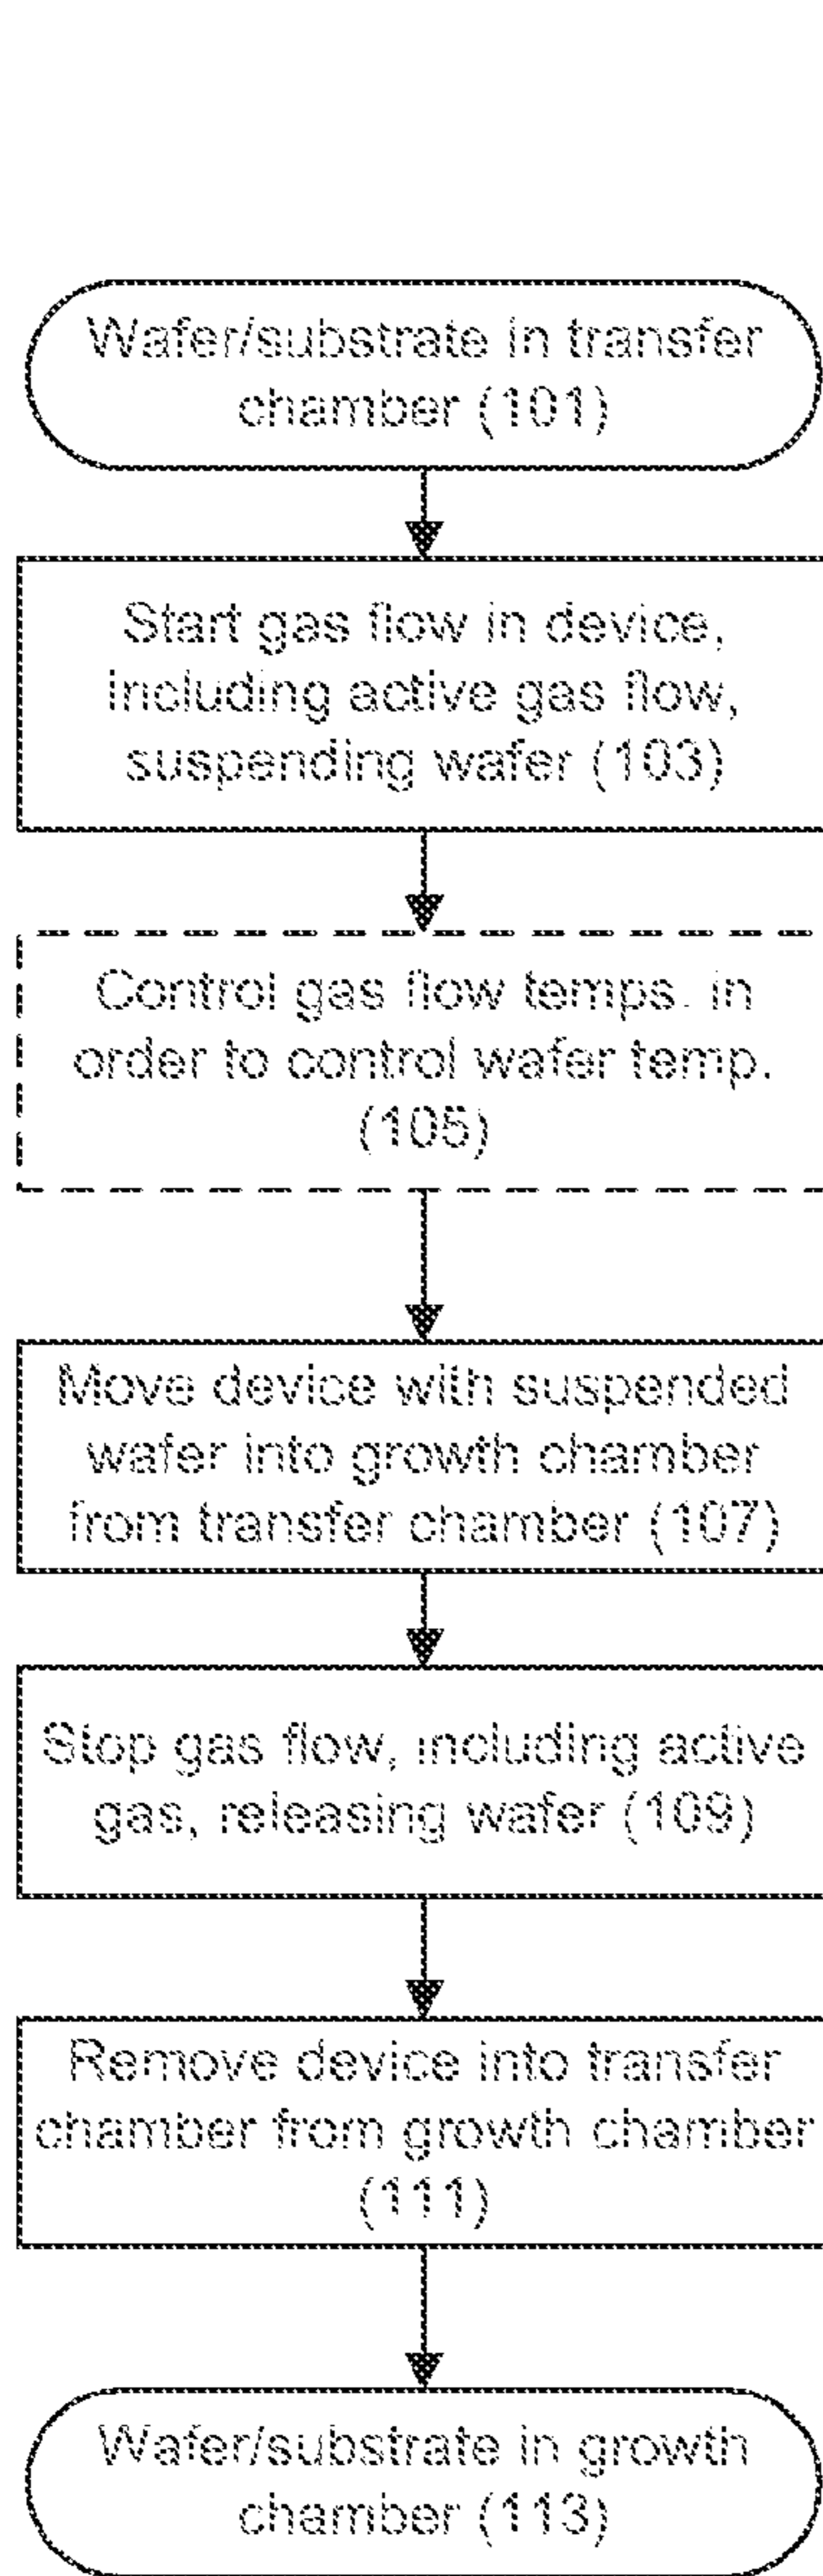 Wafer/substrate in transfer
chamber (101)
Start gas flow in device,
including active gas flow,
suspending wafer (103)
Control gas flow temps. in
order to control wafer temp.
(105)
Move device with suspended
wafer into growth chamber
from transfer chamber (107)
Stop gas flow, including active
gas, releasing wafer (109)
Remove device into transfer
chamber from growth chamber
(111)
Wafer/substrate in growth
chamber (113)